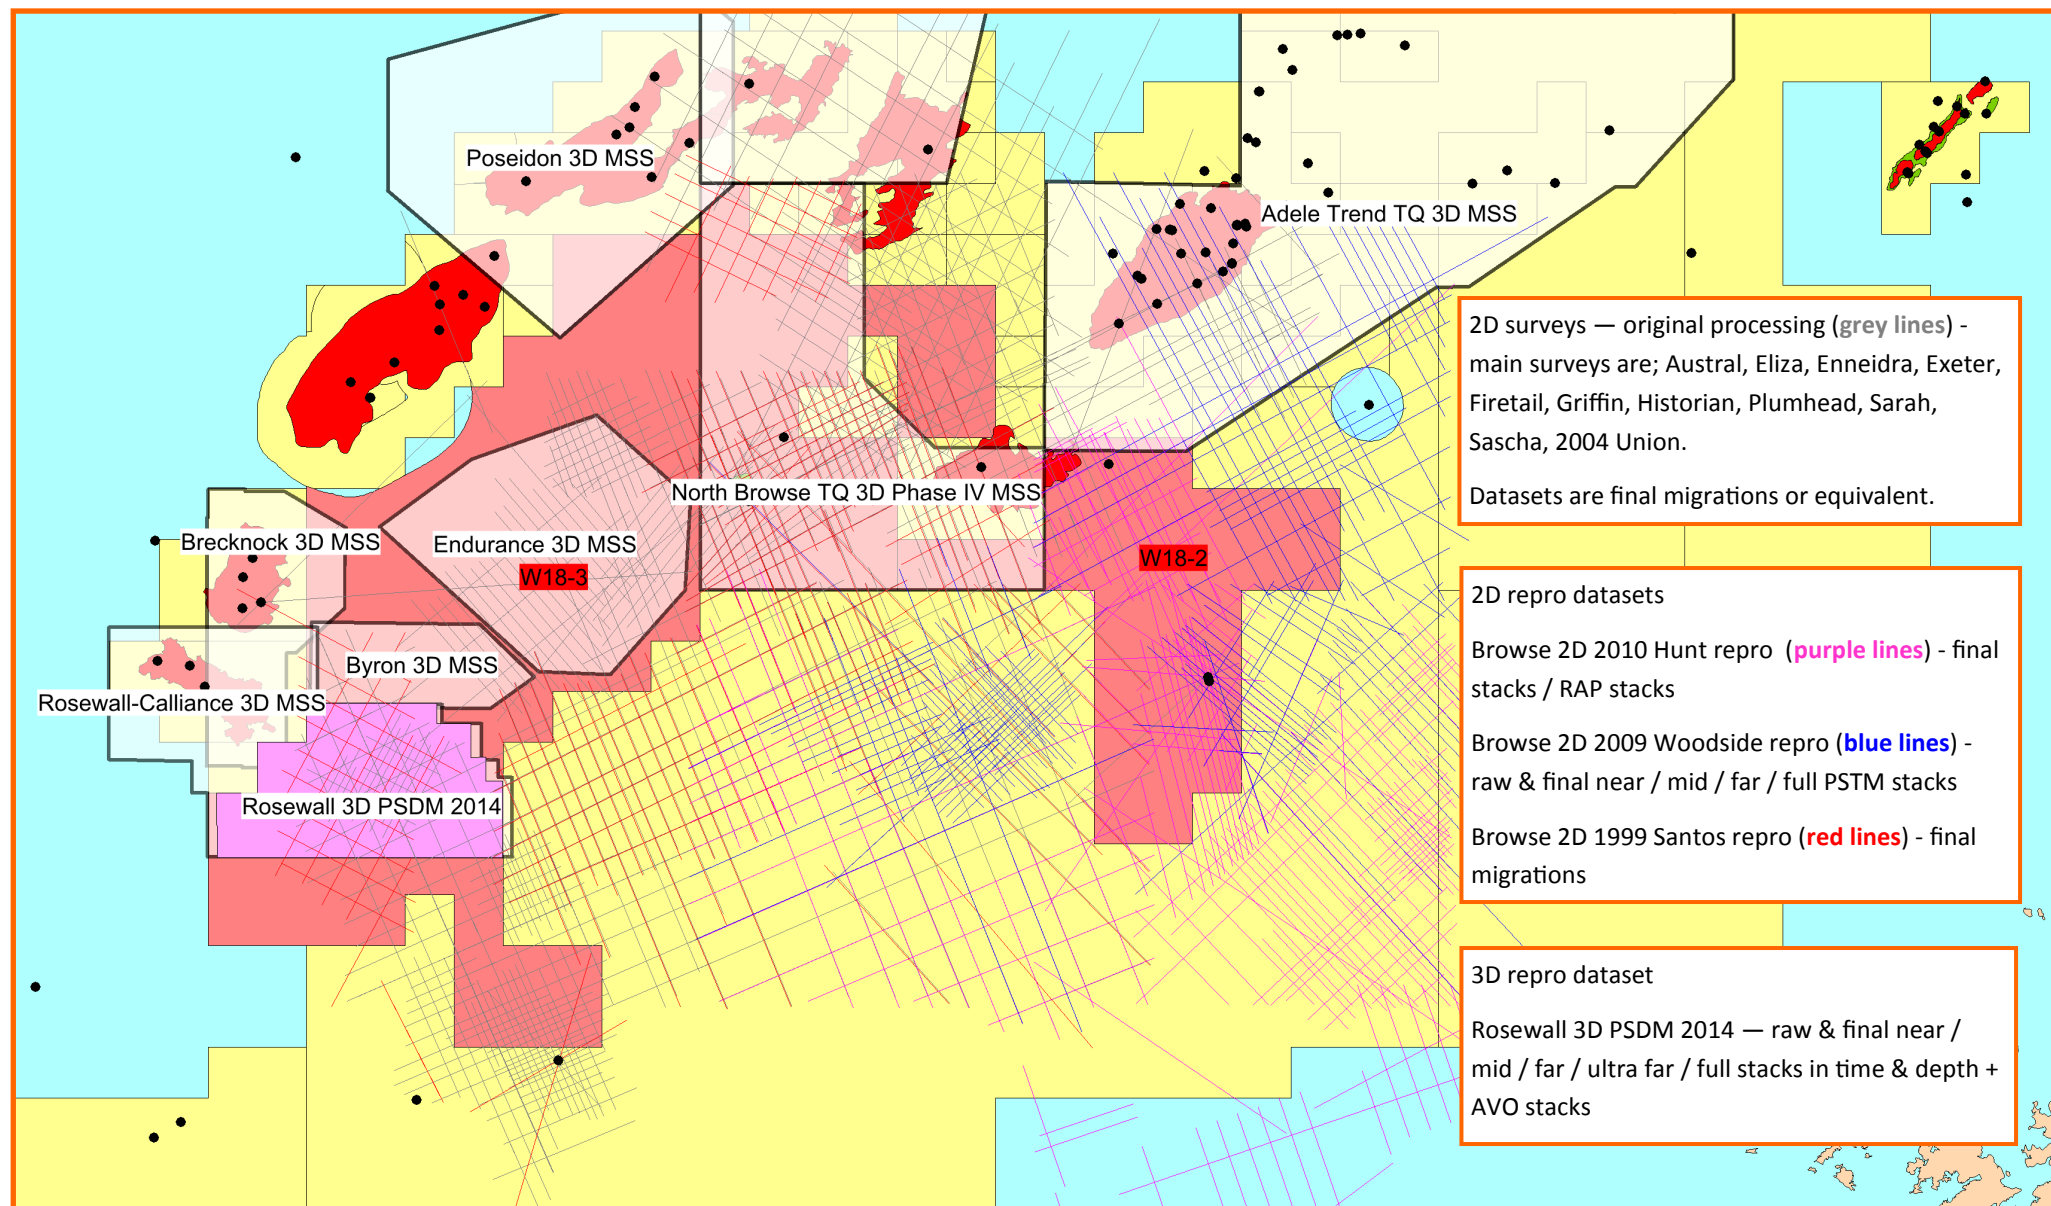 Poseidon 3D MSS
Adele Trend TQ 3D MSS
North Browse TQ 3D Phase IV MSS
Brecknock 3D MSS
Endurance 3D MSS
W18-3
W18-2
Byron 3D MSS
Rosewall-Calliance 3D MSS
Rosewall 3D PSDM 2014
2D surveys — original processing (grey lines) -
main surveys are; Austral, Eliza, Enneidra, Exeter,
Firetail, Griffin, Historian, Plumhead, Sarah,
Sascha, 2004 Union.
Datasets are final migrations or equivalent.
2D repro datasets
Browse 2D 2010 Hunt repro (purple lines) - final
stacks / RAP stacks
Browse 2D 2009 Woodside repro (blue lines) -
raw & final near / mid / far / full PSTM stacks
Browse 2D 1999 Santos repro (red lines) - final
migrations
3D repro dataset
Rosewall 3D PSDM 2014 — raw & final near /
mid / far / ultra far / full stacks in time & depth +
AVO stacks